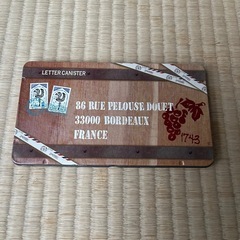 LETTER CANISTER
86 RUE PELOUSE DOUET
33000 BORDEAUX
FRANCE
1743